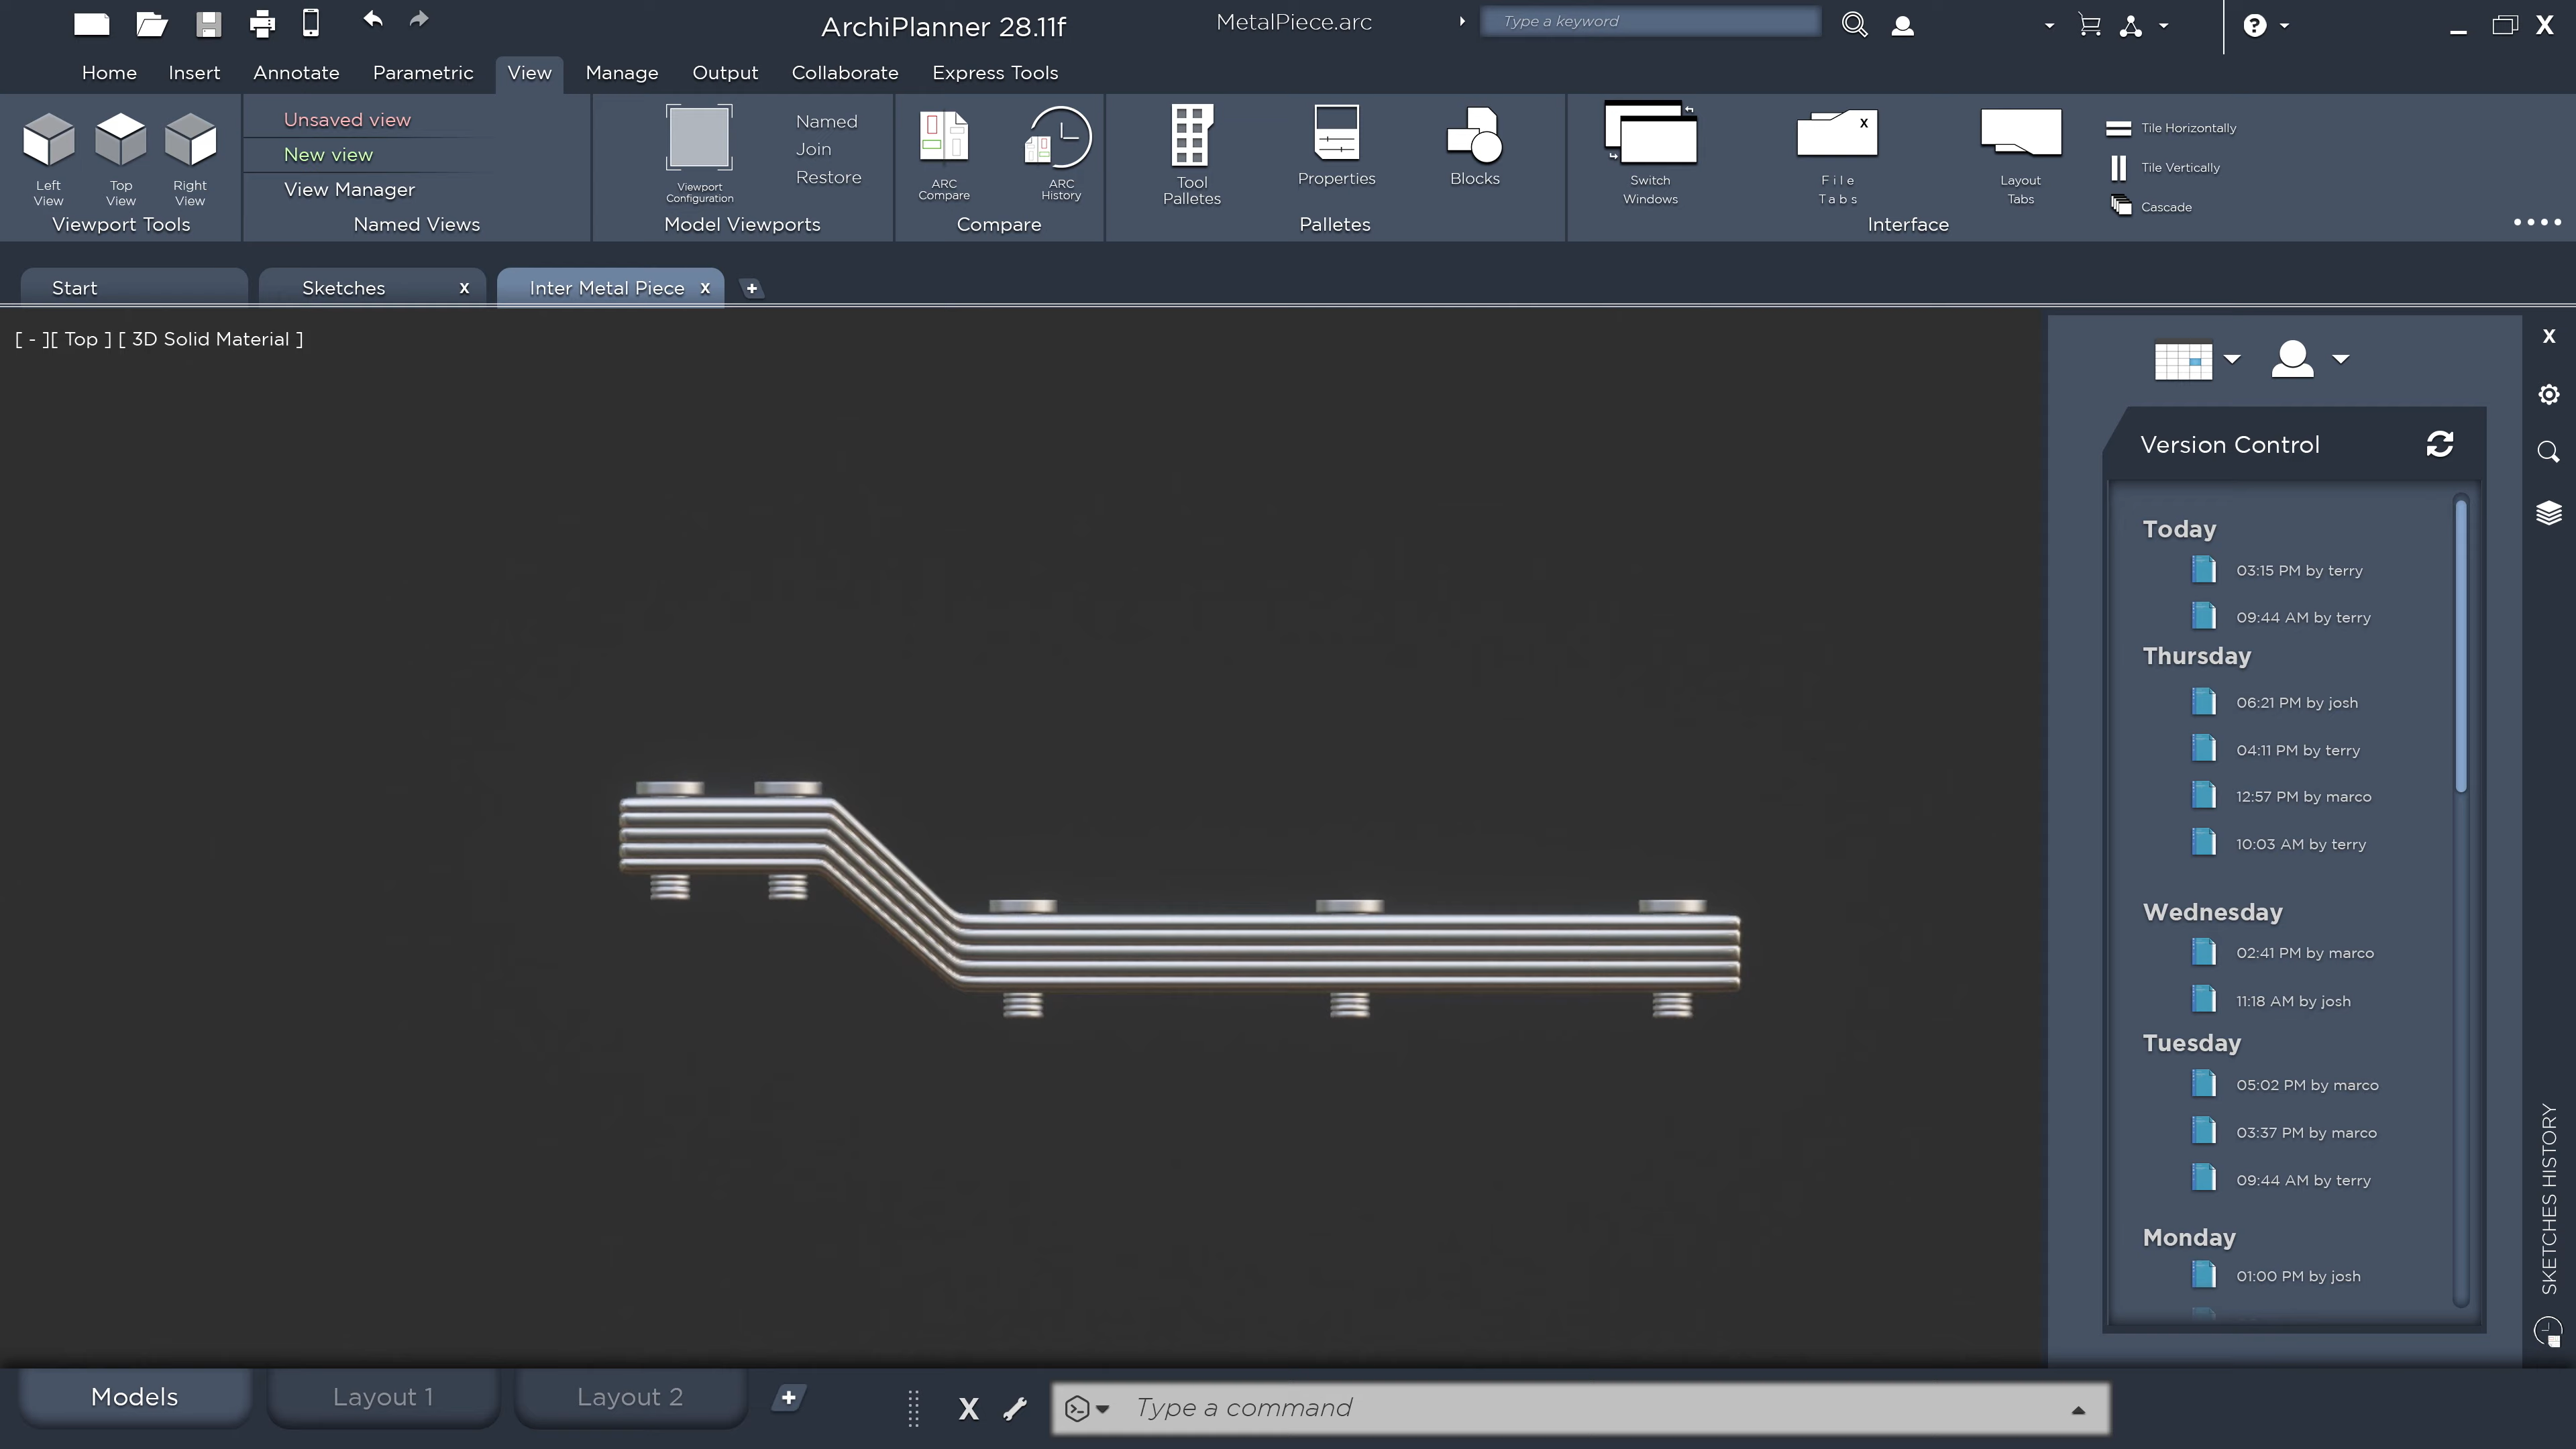 ArchiPlanner 28.11f
MetalPiece.arc
Type a keyword
?
X
Home
Insert
Annotate
Parametric
View
Manage
Output
Collaborate
Express Tools
Left
View
Top
View
Right
View
Viewport Tools
Unsaved view
New view
View Manager
Named Views
Viewport
Configuration
Named
Join
Restore
Model Viewports
ARC
Compare
ARC
History
Compare
Tool
Palletes
Properties
Blocks
Palletes
Switch
Windows
X
File
Tabs
Layout
Tabs
Tile Horizontally
Tile Vertically
Cascade
Interface
Start
Sketches X
Inter Metal Piece X
+
[ - ][ Top ] [ 3D Solid Material ]
X
Version Control
Today
03:15 PM by terry
09:44 AM by terry
Thursday
06:21 PM by josh
04:11 PM by terry
12:57 PM by marco
10:03 AM by terry
Wednesday
02:41 PM by marco
11:18 AM by josh
Tuesday
05:02 PM by marco
03:37 PM by marco
09:44 AM by terry
Monday
01:00 PM by josh
SKETCHES HISTORY
Models
Layout 1
Layout 2
+
X
Type a command